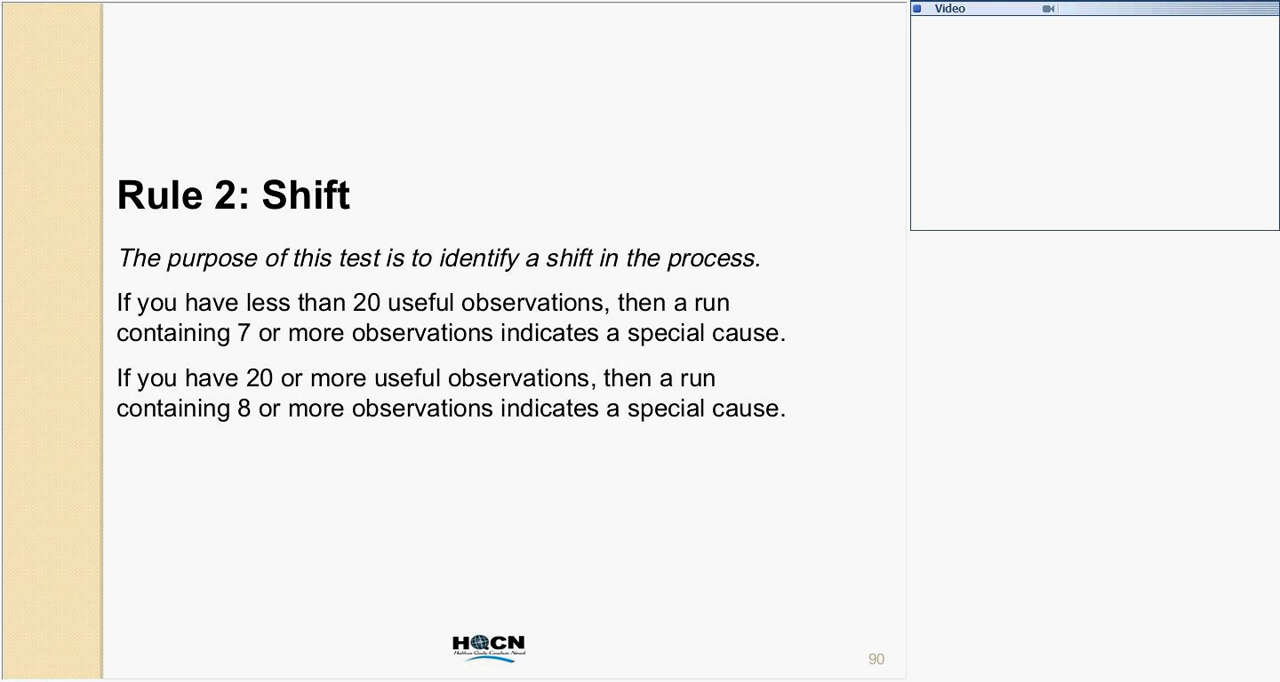 Video
Rule 2: Shift
The purpose of this test is to identify a shift in the process.
If you have less than 20 useful observations, then a run
containing 7 or more observations indicates a special cause.
If you have 20 or more useful observations, then a run
containing 8 or more observations indicates a special cause.
HQCN
90